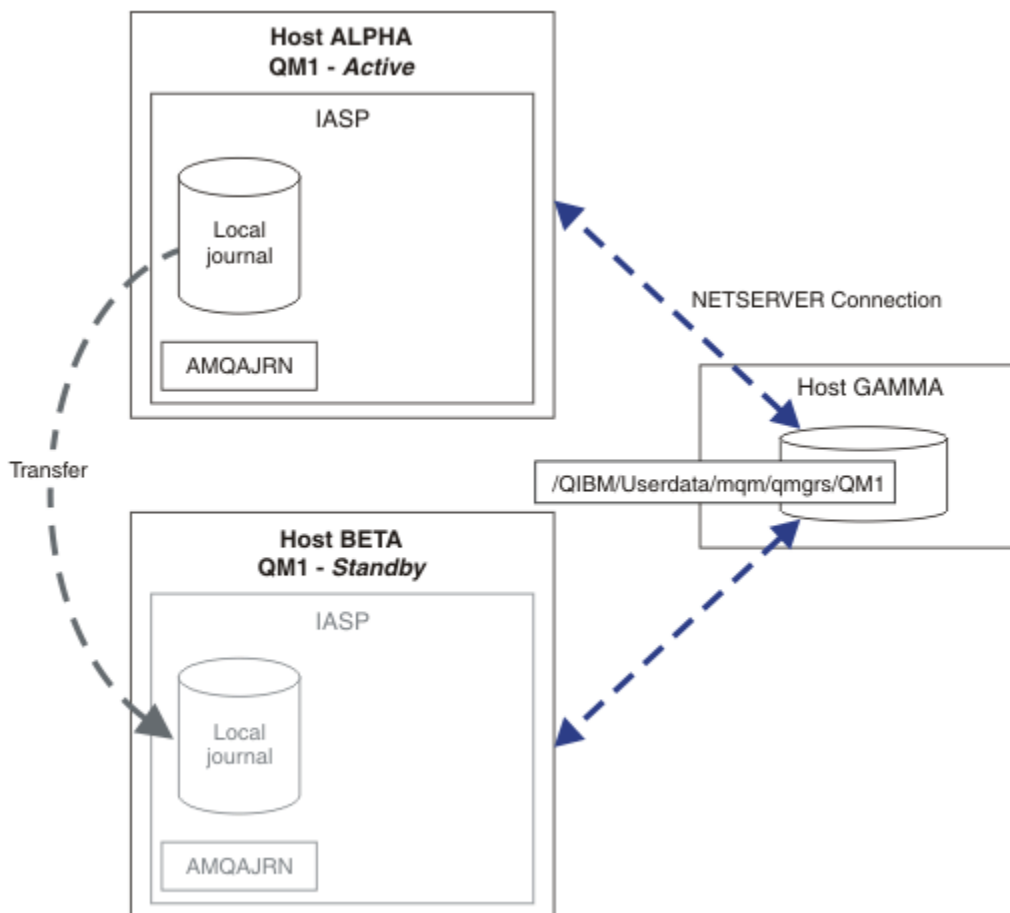 Host ALPHA
QM1 - Active
IASP
Local
journal
AMQAJRN
NETSERVER Connection
Host GAMMA
/QIBM/Userdata/mqm/qmgrs/QM1
Transfer
Host BETA
QM1 - Standby
IASP
Local
journal
AMQAJRN